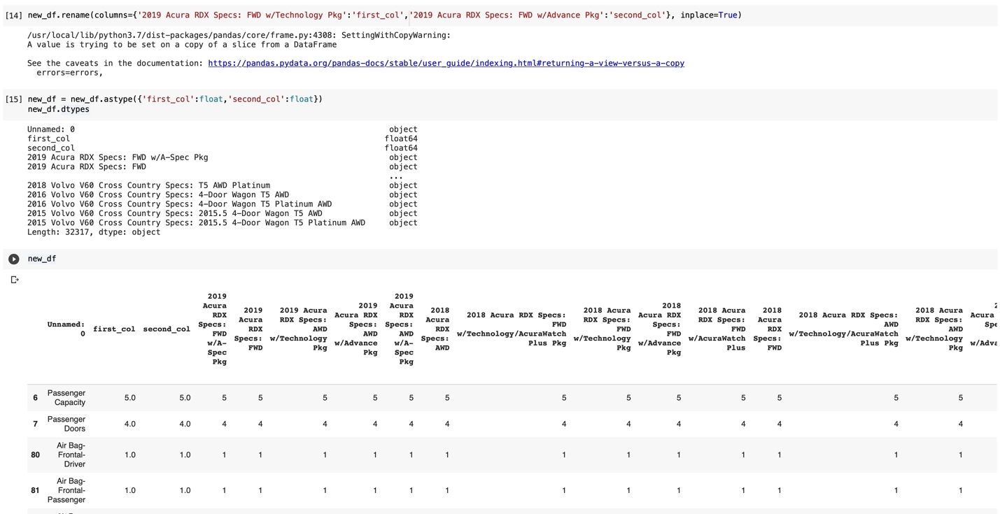 [14] new_df.rename(columns={'2019 Acura RDX Specs: FWD w/Technology Pkg':'first_col','2019 Acura RDX Specs: FWD w/Advance Pkg':'second_col'}, inplace=True)
/usr/local/lib/python3.7/dist-packages/pandas/core/frame.py:4308: SettingWithCopyWarning:
A value is trying to be set on a copy of a slice from a DataFrame
See the caveats in the documentation: https://pandas.pydata.org/pandas-docs/stable/user_guide/indexing.html#returning-a-view-versus-a-copy
errors=errors,
[15] new_df = new_df.astype({'first_col':float,'second_col':float})
new_df.dtypes
Unnamed: 0 object
first_col float64
second_col float64
2019 Acura RDX Specs: FWD w/A-Spec Pkg object
2019 Acura RDX Specs: FWD object
...
2018 Volvo V60 Cross Country Specs: T5 AWD Platinum object
2016 Volvo V60 Cross Country Specs: 4-Door Wagon T5 AWD object
2016 Volvo V60 Cross Country Specs: 4-Door Wagon T5 Platinum AWD object
2015 Volvo V60 Cross Country Specs: 2015.5 4-Door Wagon T5 AWD object
2015 Volvo V60 Cross Country Specs: 2015.5 4-Door Wagon T5 Platinum AWD object
Length: 32317, dtype: object
new_df
Unnamed:
0
first_col
second_col
2019
Acura
RDX
Specs:
FWD
w/A-
Spec
Pkg
2019
Acura
RDX
Specs:
FWD
2019 Acura
RDX Specs:
AWD
w/Technology
Pkg
2019
Acura RDX
Specs:
AWD
w/Advance
Pkg
2019
Acura
RDX
Specs:
AWD
w/A-
Spec
Pkg
2018
Acura
RDX
Specs:
AWD
2018 Acura RDX Specs:
FWD
w/Technology/AcuraWatch
Plus Pkg
2018 Acura
RDX Specs:
FWD
w/Technology
Pkg
2018
Acura RDX
Specs:
FWD
w/Advance
Pkg
2018 Acura
RDX Specs:
FWD
w/AcuraWatch
Plus
2018
Acura
RDX
Specs:
FWD
2018 Acura RDX Specs:
AWD
w/Technology/AcuraWatch
Plus Pkg
2018 Acura
RDX Specs:
AWD
w/Technology
Pkg
Acura
6 Passenger Capacity 5.0 5.0 5 5 5 5 5 5 5 5 5 5 5 5 5
7 Passenger Doors 4.0 4.0 4 4 4 4 4 4 4 4 4 4 4 4 4
80 Air Bag-Frontal-Driver 1.0 1.0 1 1 1 1 1 1 1 1 1 1 1 1 1
81 Air Bag-Frontal-Passenger 1.0 1.0 1 1 1 1 1 1 1 1 1 1 1 1 1